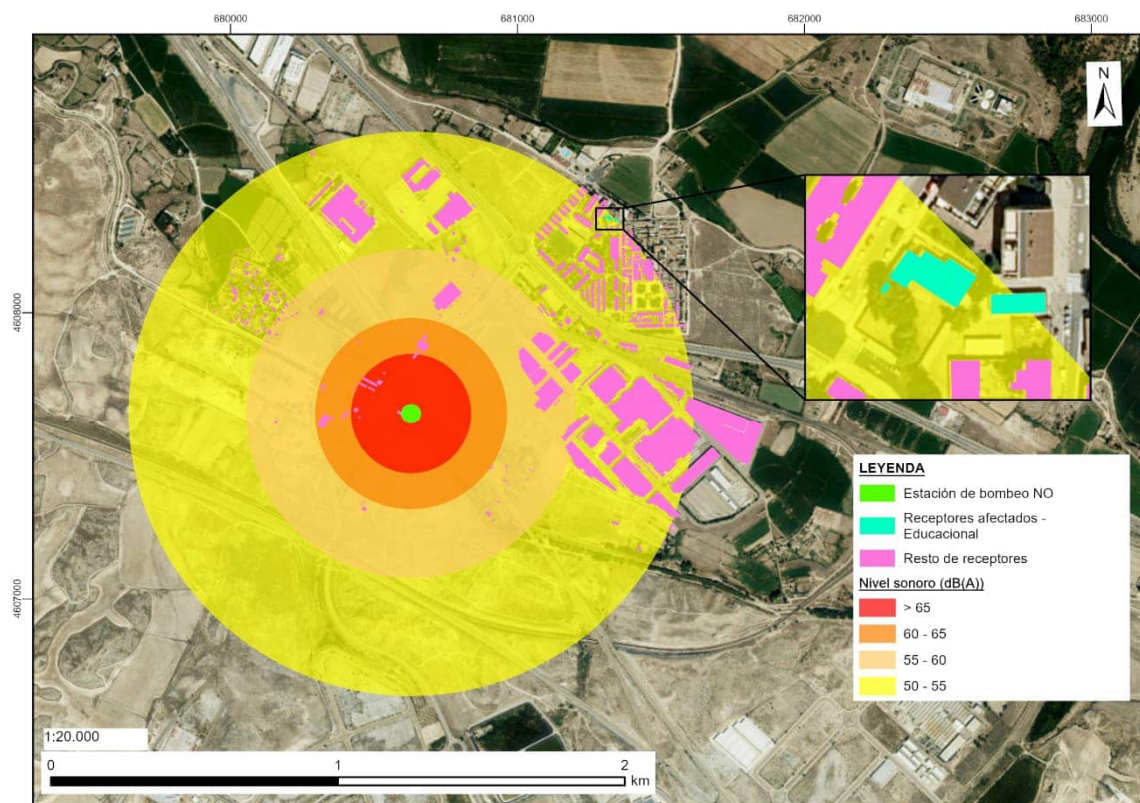 680000
681000
682000
683000
N
4608000
4607000
LEYENDA
Estación de bombeo NO
Receptores afectados -
Educacional
Resto de receptores
Nivel sonoro (dB(A))
> 65
60 - 65
55 - 60
50 - 55
1:20.000
0
1
2
km